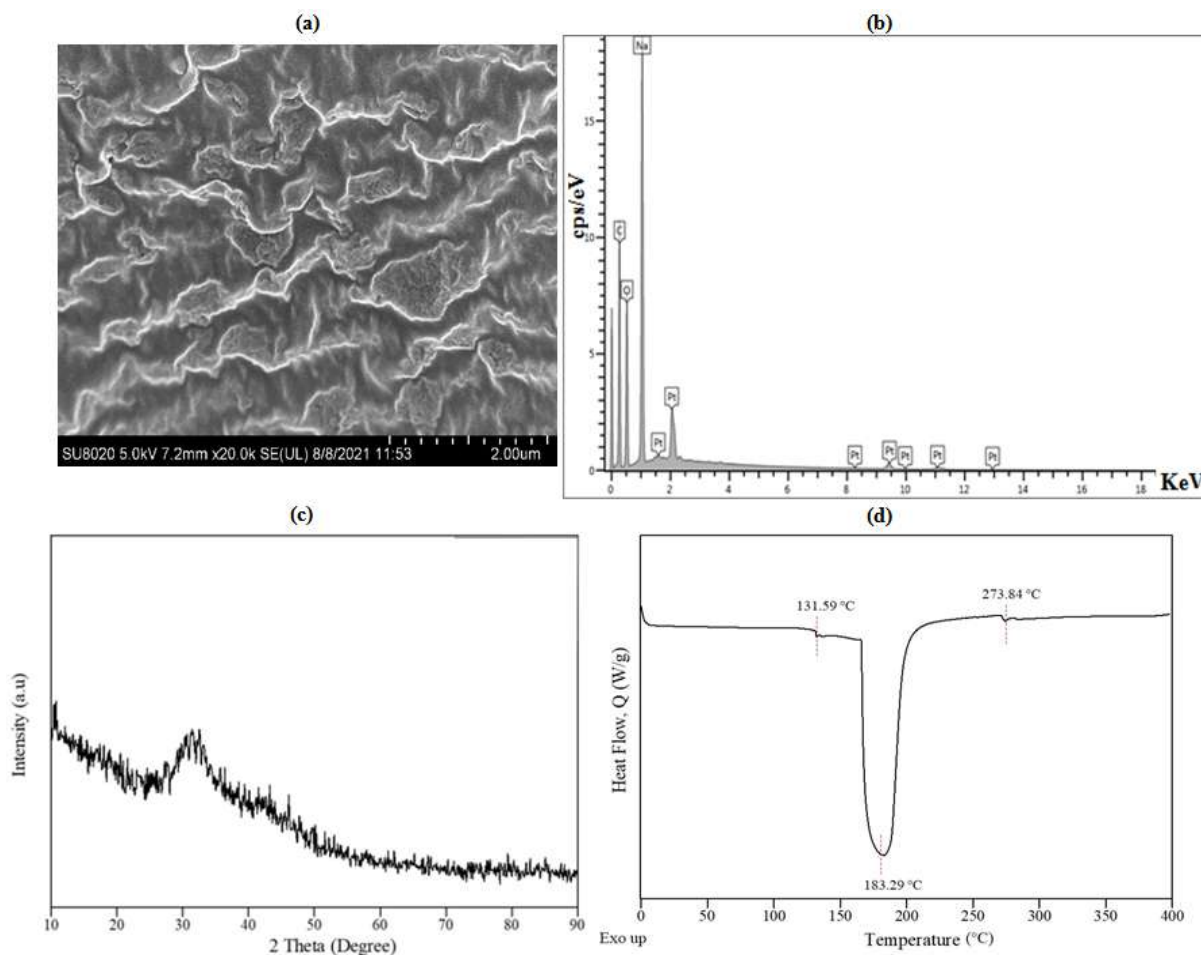 (a)
SU8020 5.0kV 7.2mm x20.0k SE(UL) 8/8/2021 11:53 2.00um
(b)
cps/eV
15
10
5
0
Na
C
O
Pt
Pt
Pt
Pt
Pt
Pt
Pt
0 2 4 6 8 10 12 14 16 18
KeV
(c)
Intensity (a.u)
10 20 30 40 50 60 70 80 90
2 Theta (Degree)
(d)
Heat Flow, Q (W/g)
131.59 °C
273.84 °C
183.29 °C
0 50 100 150 200 250 300 350 400
Exo up
Temperature (°C)